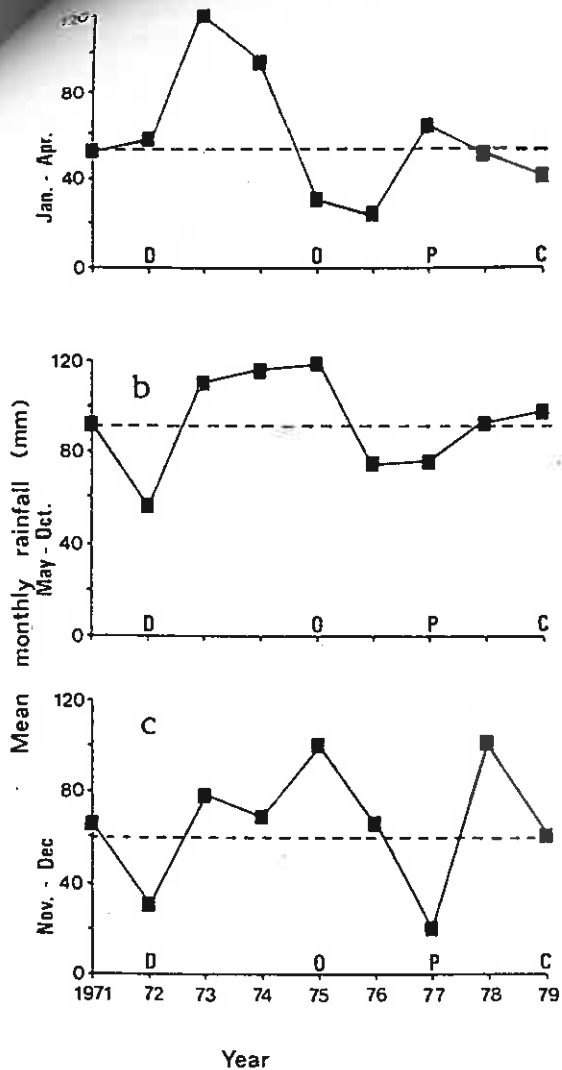 120
80
40
0
Jan. - Apr.
D O P C
b
120
80
40
0
Mean monthly rainfall (mm)
May - Oct.
D O P C
c
120
80
40
0
Nov. - Dec
D O P C
1971 72 73 74 75 76 77 78 79
Year